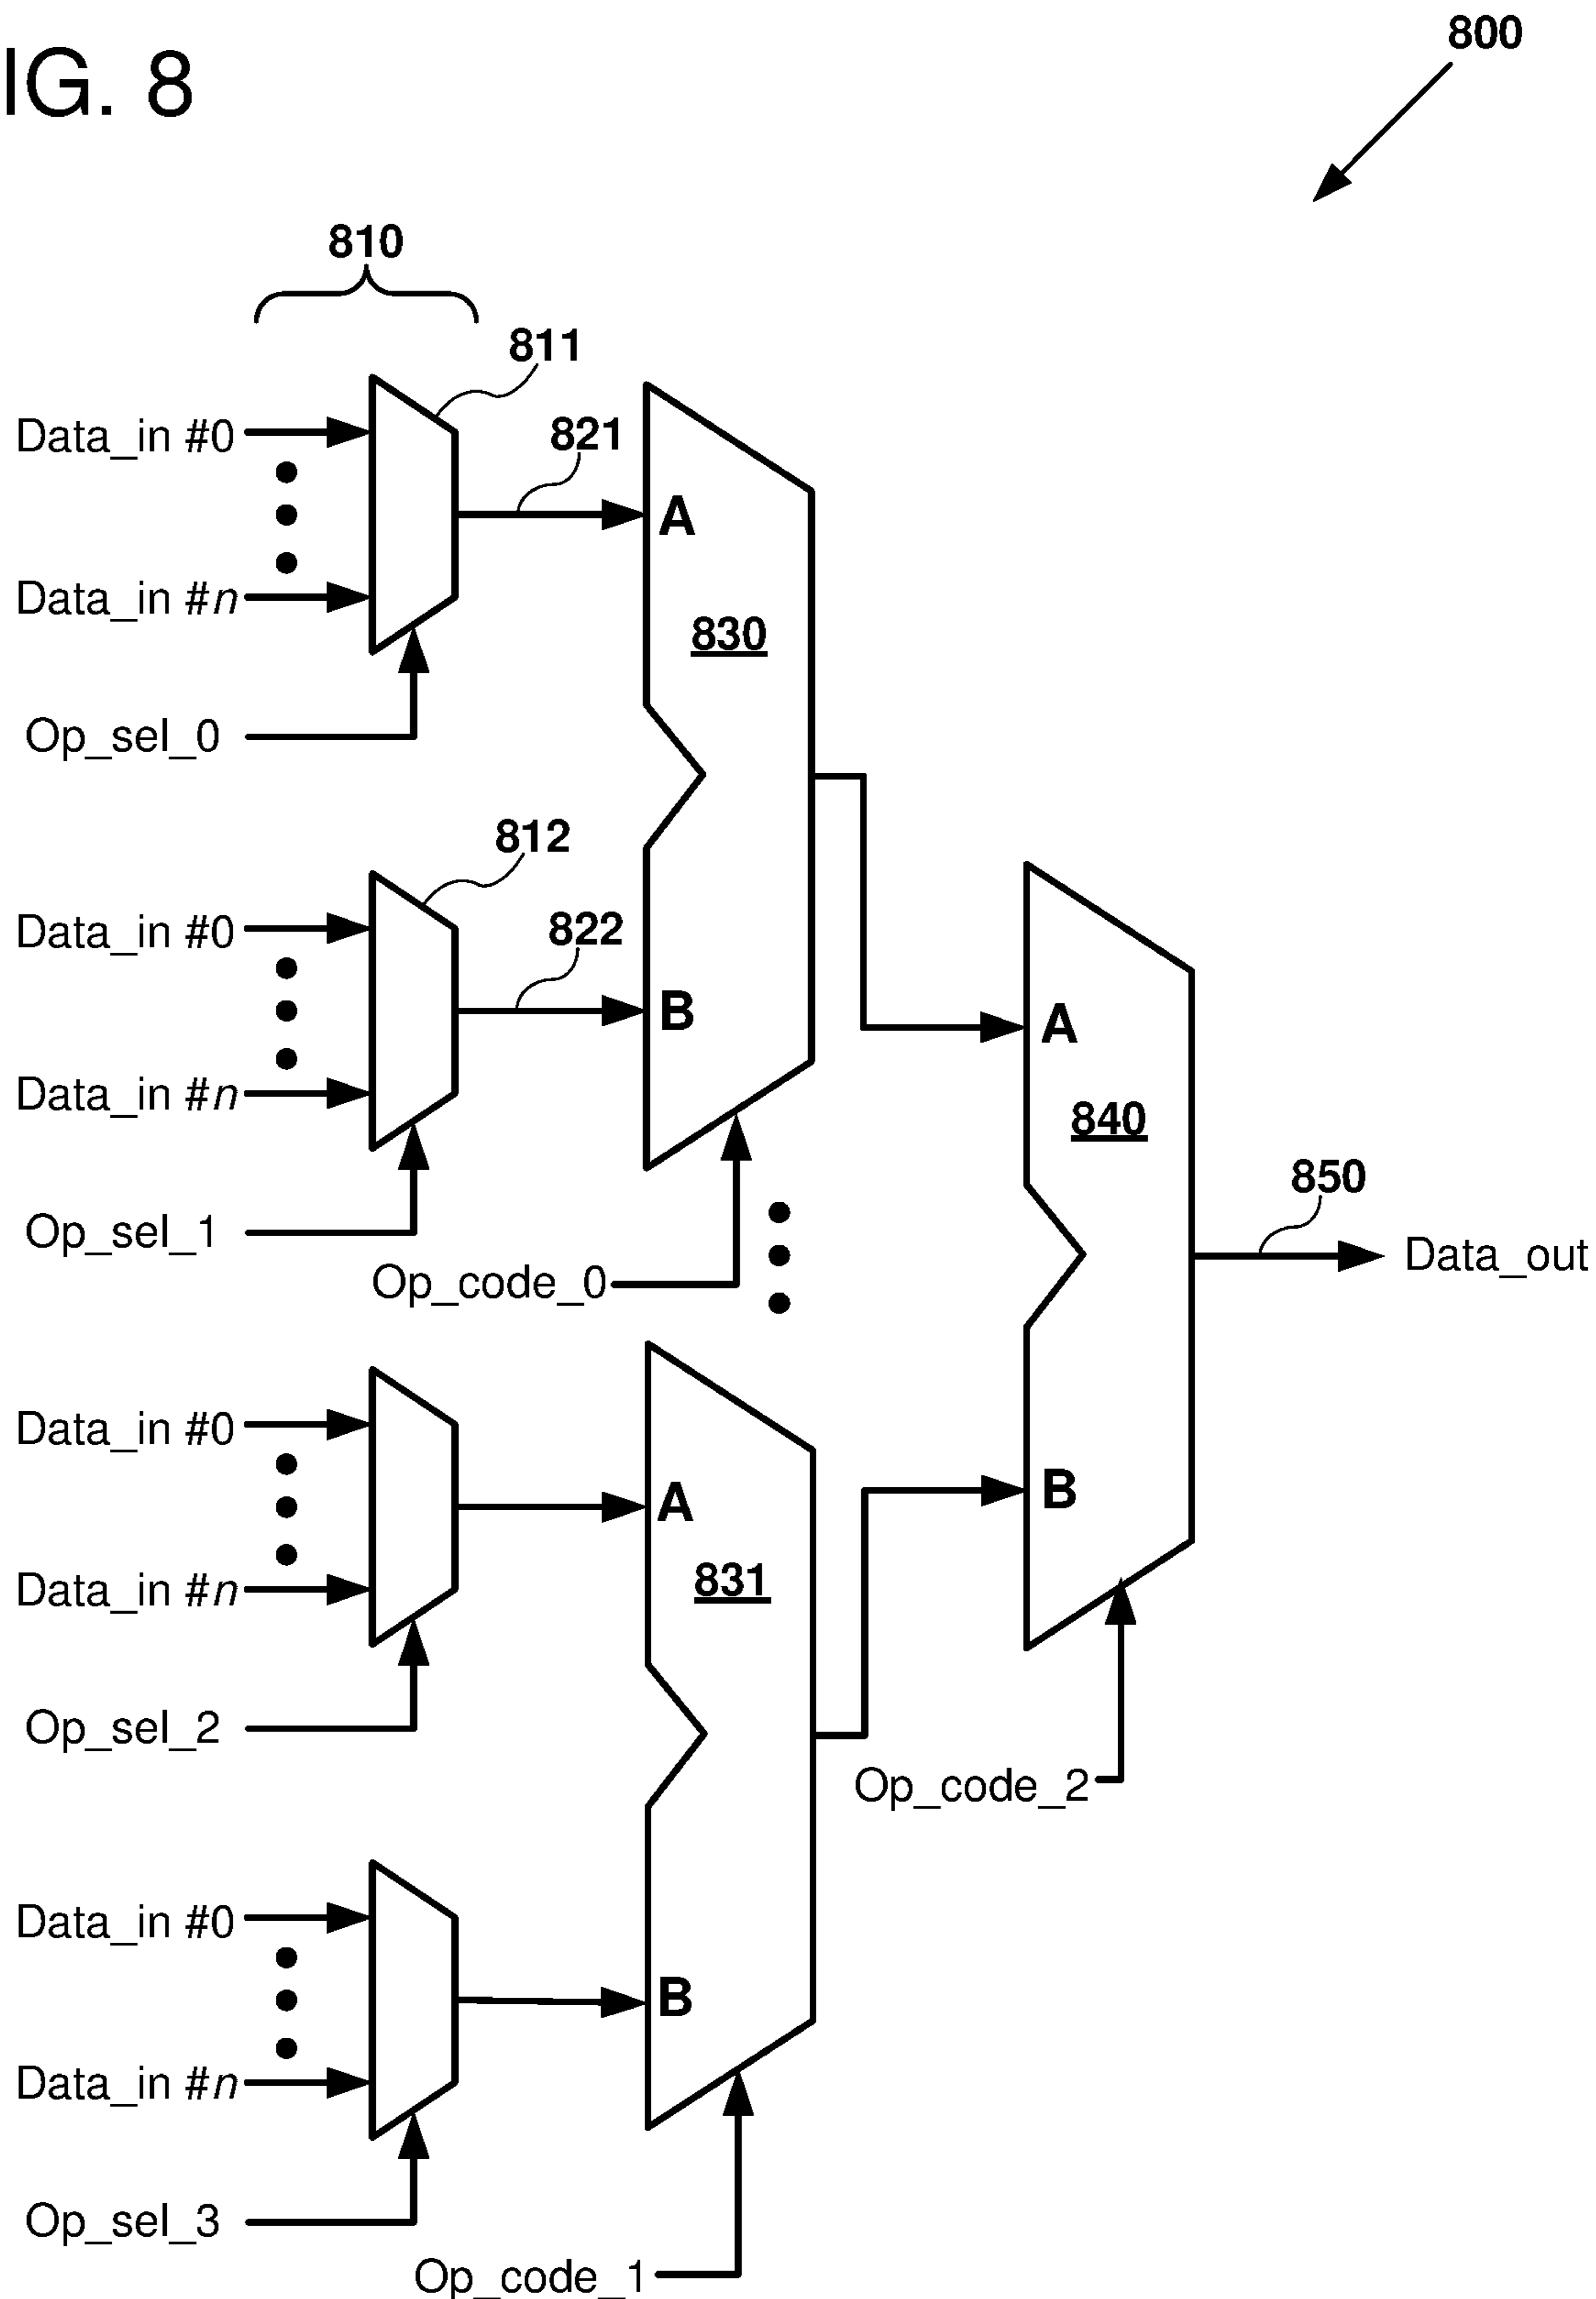 IG. 8
800
810
811
Data_in #0
821
A
Data_in #n
830
Op_sel_0
812
Data_in #0
822
B
A
Data_in #n
840
850
Op_sel_1
Data_out
Op_code_0
Data_in #0
B
A
831
Data_in #n
Op_sel_2
Op_code_2
Data_in #0
B
Data_in #n
Op_sel_3
Op_code_1